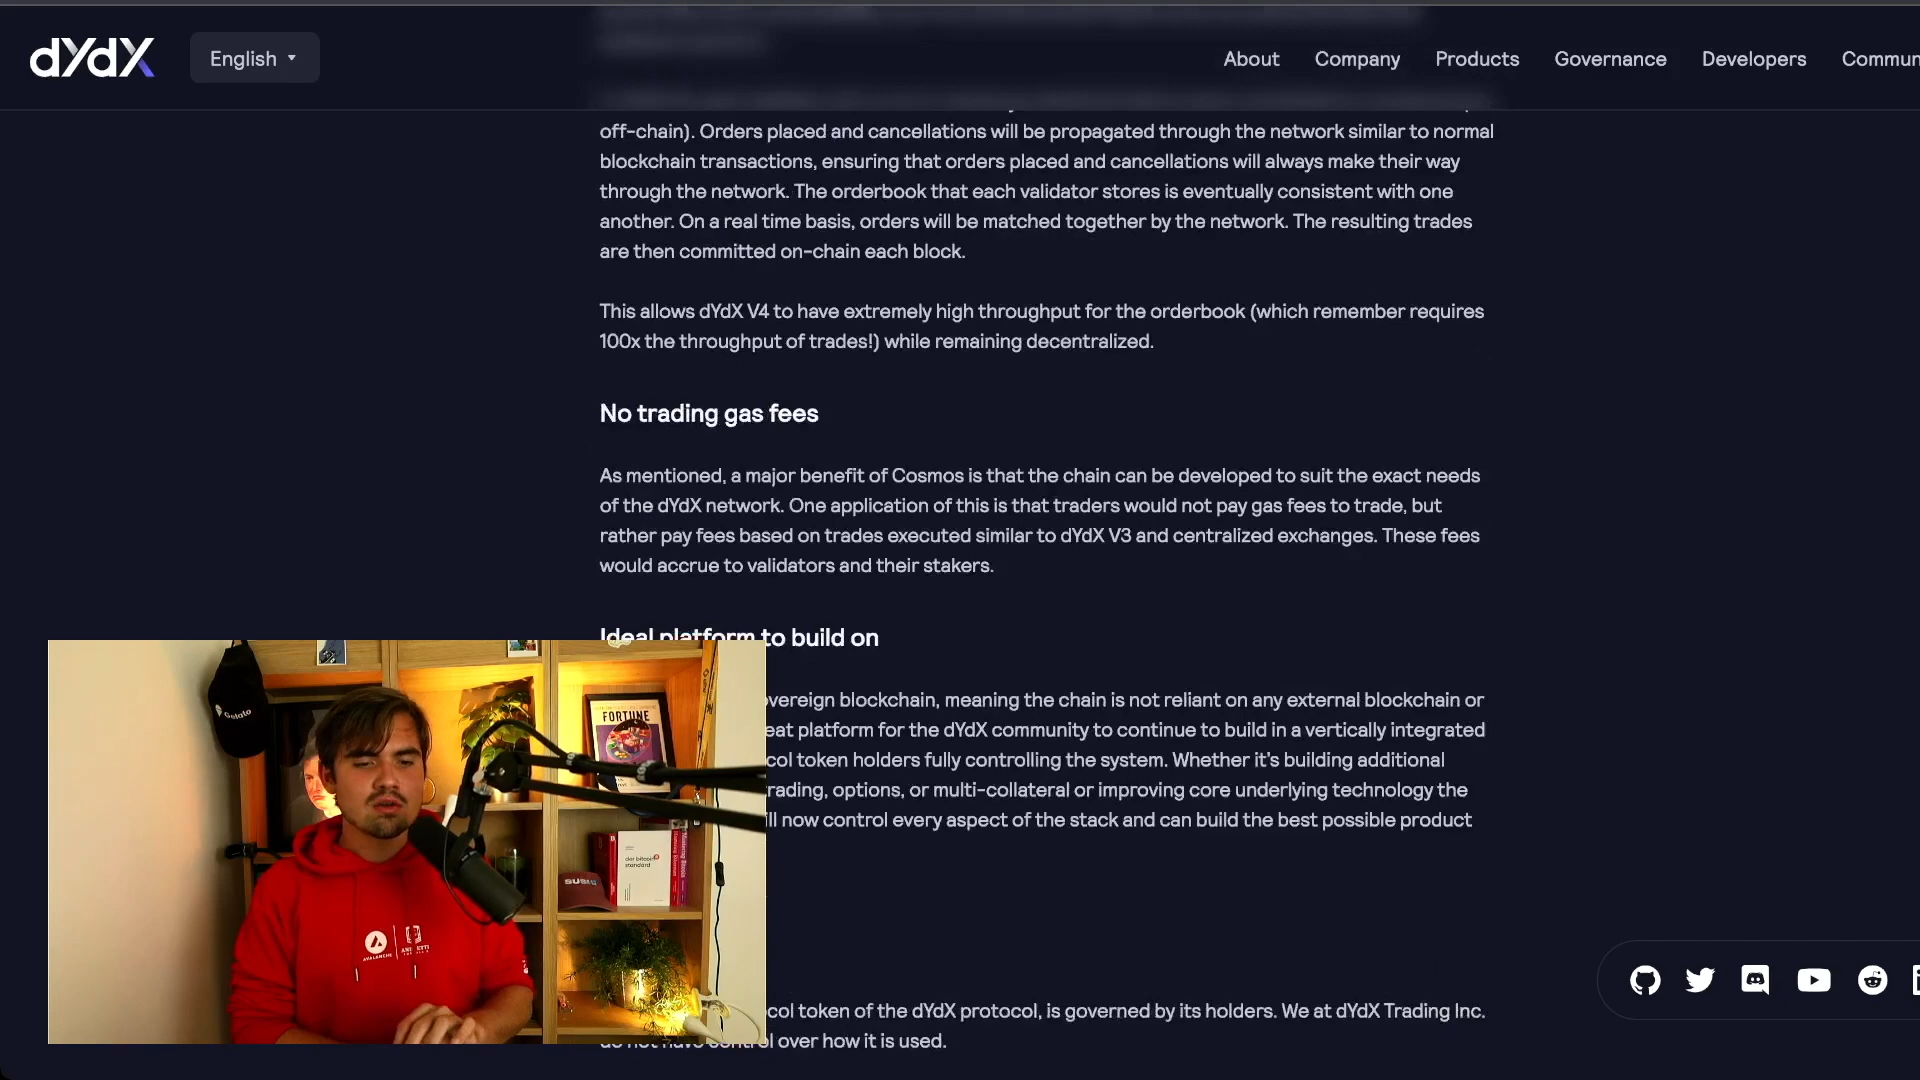 dYdX English About Company Products Governance Developers Commun
off-chain). Orders placed and cancellations will be propagated through the network similar to normal
blockchain transactions, ensuring that orders placed and cancellations will always make their way
through the network. The orderbook that each validator stores is eventually consistent with one
another. On a real time basis, orders will be matched together by the network. The resulting trades
are then committed on-chain each block.
This allows dYdX V4 to have extremely high throughput for the orderbook (which remember requires
100x the throughput of trades!) while remaining decentralized.
No trading gas fees
As mentioned, a major benefit of Cosmos is that the chain can be developed to suit the exact needs
of the dYdX network. One application of this is that traders would not pay gas fees to trade, but
rather pay fees based on trades executed similar to dYdX V3 and centralized exchanges. These fees
would accrue to validators and their stakers.
Ideal platform to build on
overeign blockchain, meaning the chain is not reliant on any external blockchain or
eat platform for the dYdX community to continue to build in a vertically integrated
col token holders fully controlling the system. Whether it's building additional
rading, options, or multi-collateral or improving core underlying technology the
ll now control every aspect of the stack and can build the best possible product
Gelato
FORTUNE
der bitcoin
standard
AVALANCHE
col token of the dYdX protocol, is governed by its holders. We at dYdX Trading Inc.
do not have control over how it is used.